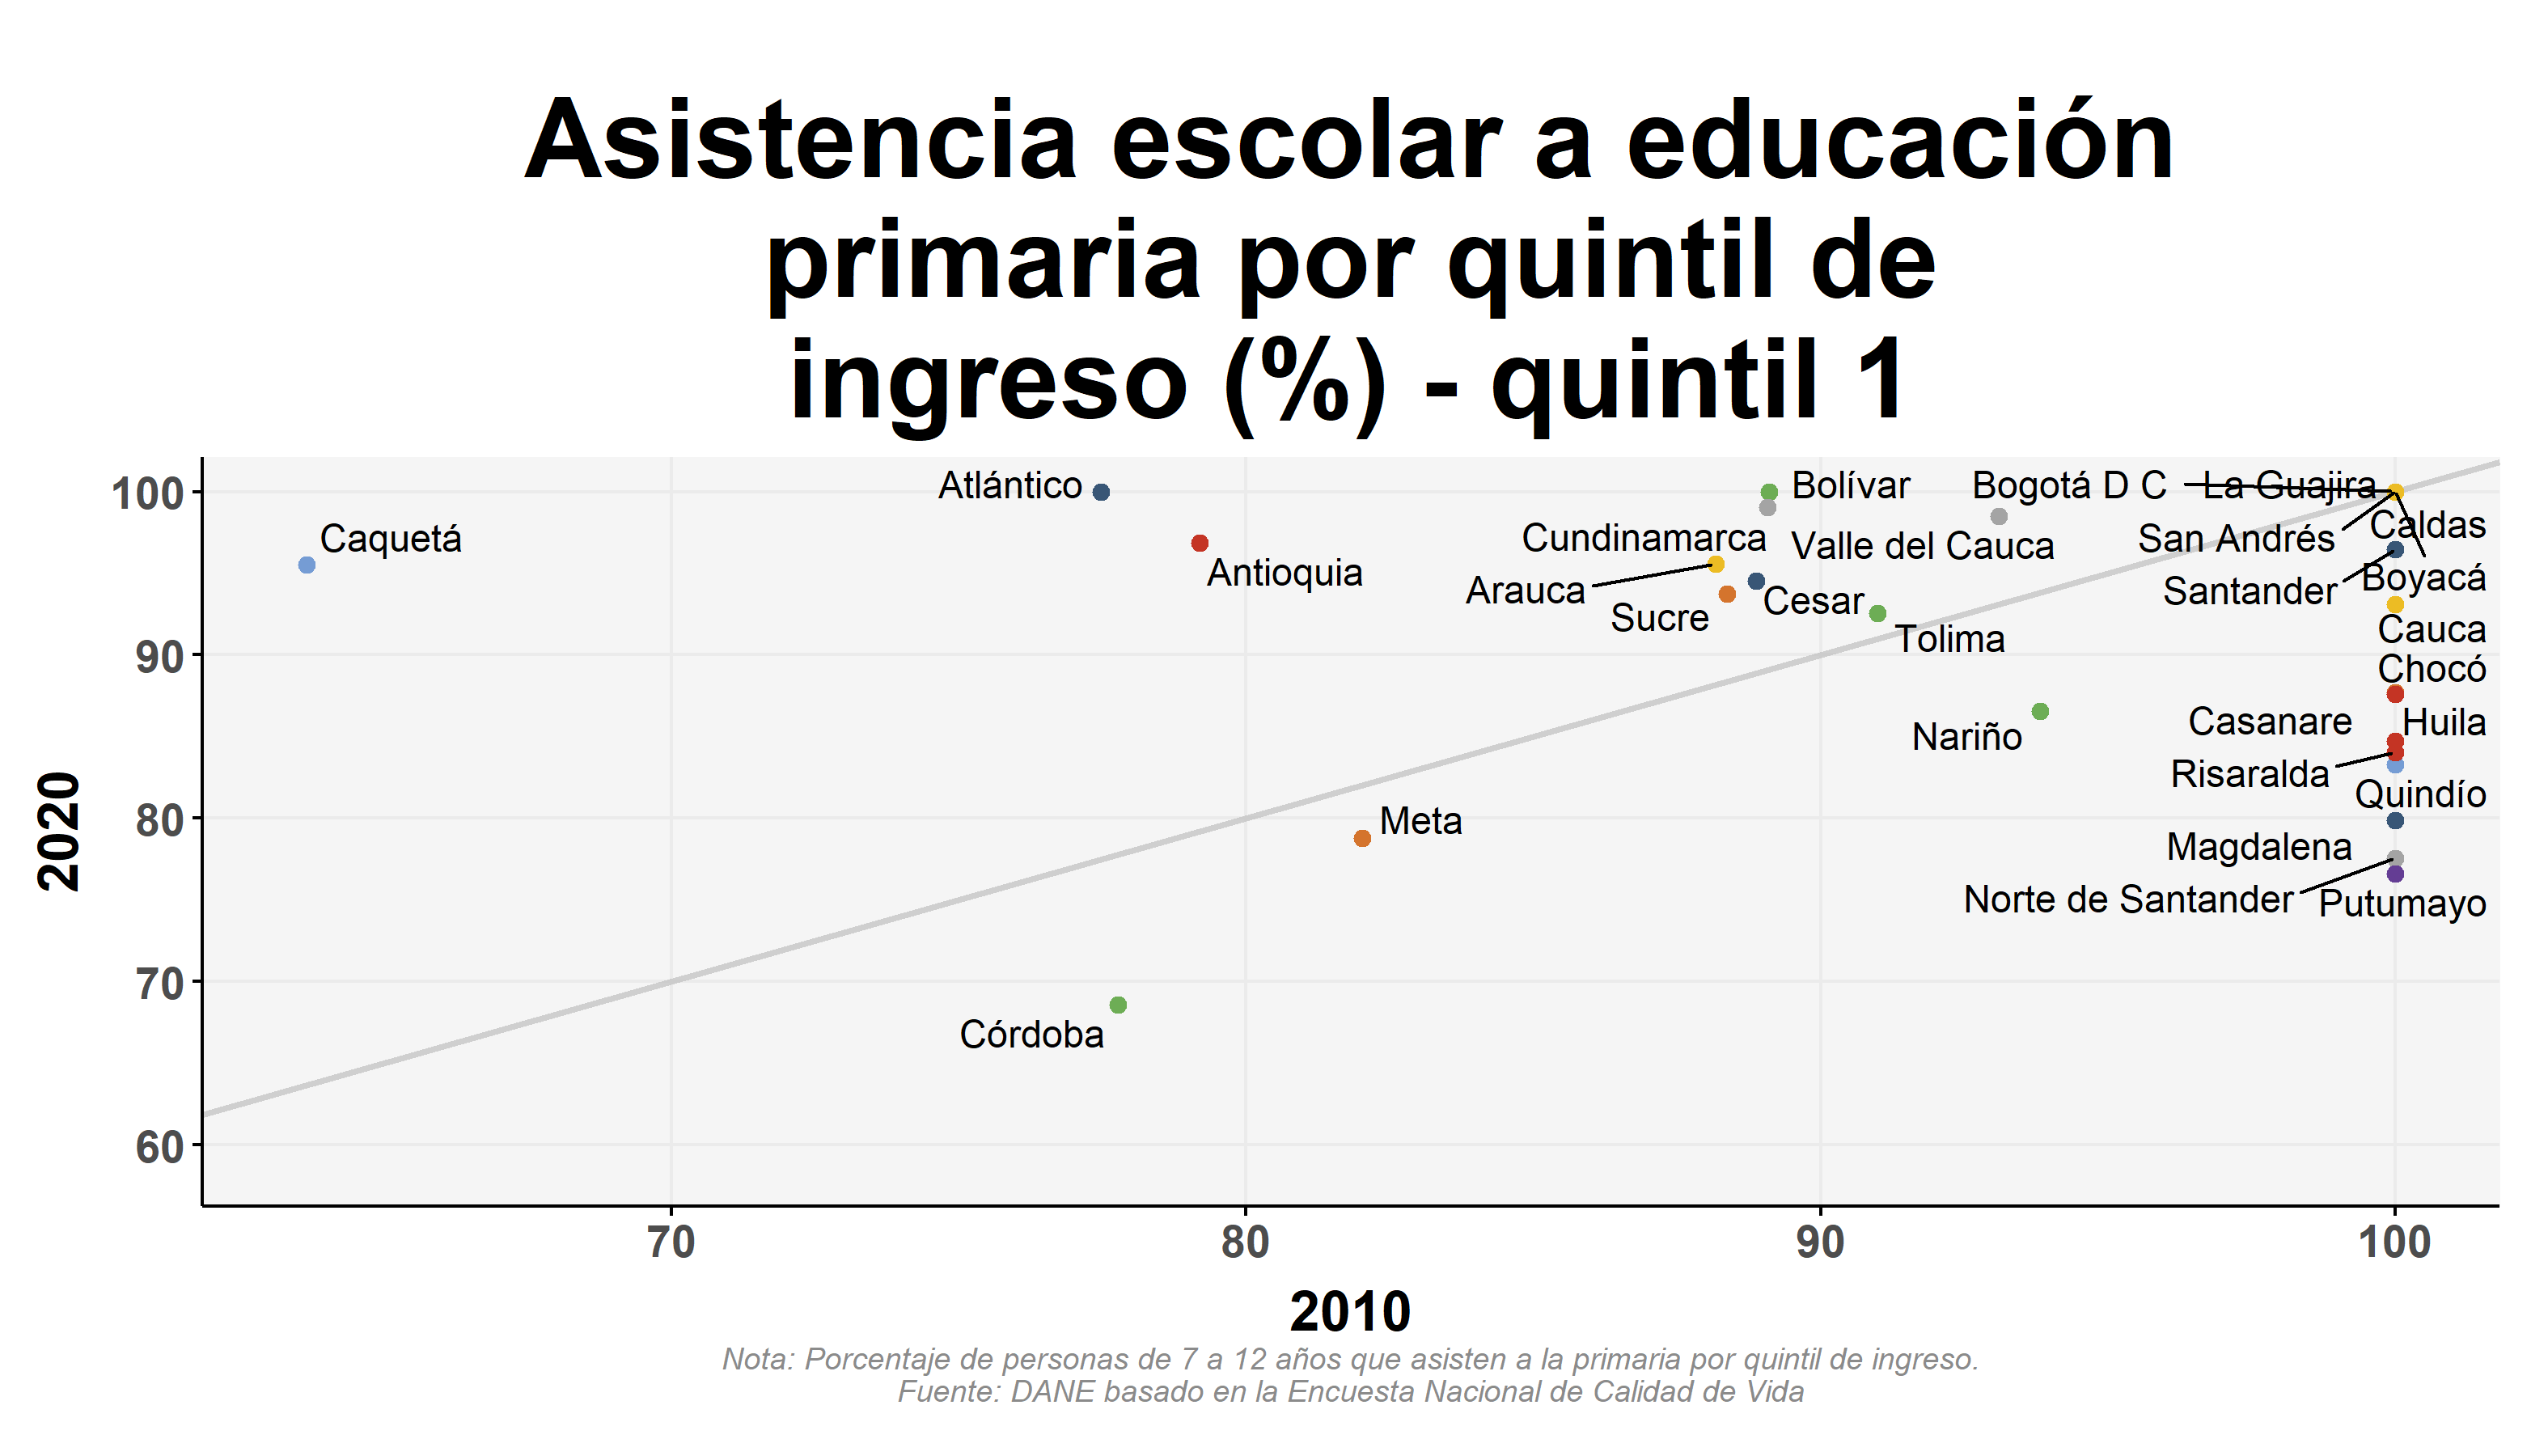 Asistencia escolar a educación
primaria por quintil de
ingreso (%) - quintil 1
100
90
80
70
60
2020
Atlántico
Bolívar
Bogotá D C
La Guajira
Caquetá
Caldas
Cundinamarca
San Andrés
Valle del Cauca
Antioquia
Boyacá
Arauca
Santander
Cesar
Sucre
Cauca
Tolima
Chocó
Casanare
Huila
Nariño
Risaralda
Quindío
Meta
Magdalena
Norte de Santander
Putumayo
Córdoba
70
80
90
100
2010
Nota: Porcentaje de personas de 7 a 12 años que asisten a la primaria por quintil de ingreso.
Fuente: DANE basado en la Encuesta Nacional de Calidad de Vida